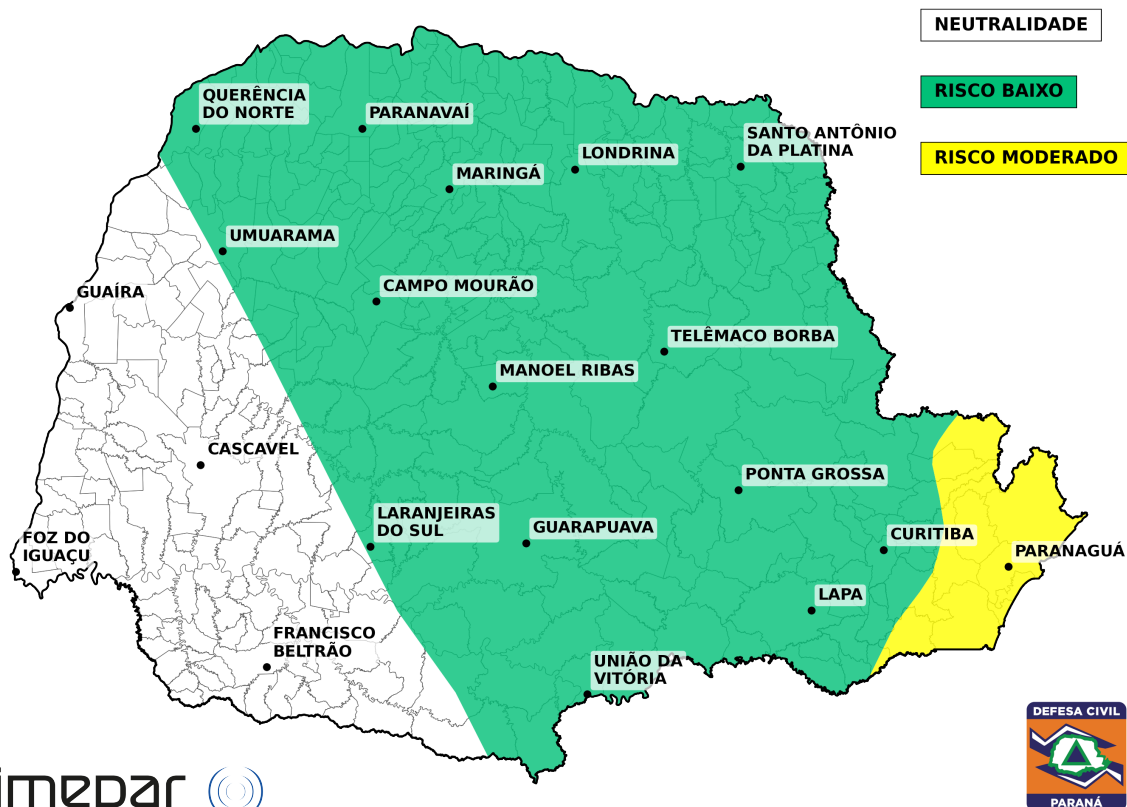 NEUTRALIDADE
RISCO BAIXO
RISCO MODERADO
QUERÊNCIA
DO NORTE
PARANAVAÍ
SANTO ANTÔNIO
DA PLATINA
LONDRINA
MARINGÁ
UMUARAMA
CAMPO MOURÃO
GUAÍRA
TELÊMACO BORBA
MANOEL RIBAS
CASCAVEL
PONTA GROSSA
LARANJEIRAS
DO SUL
GUARAPUAVA
CURITIBA
FOZ DO
IGUAÇU
PARANAGUÁ
LAPA
FRANCISCO
BELTRÃO
UNIÃO DA
VITÓRIA
DEFESA CIVIL
PARANÁ
imepar